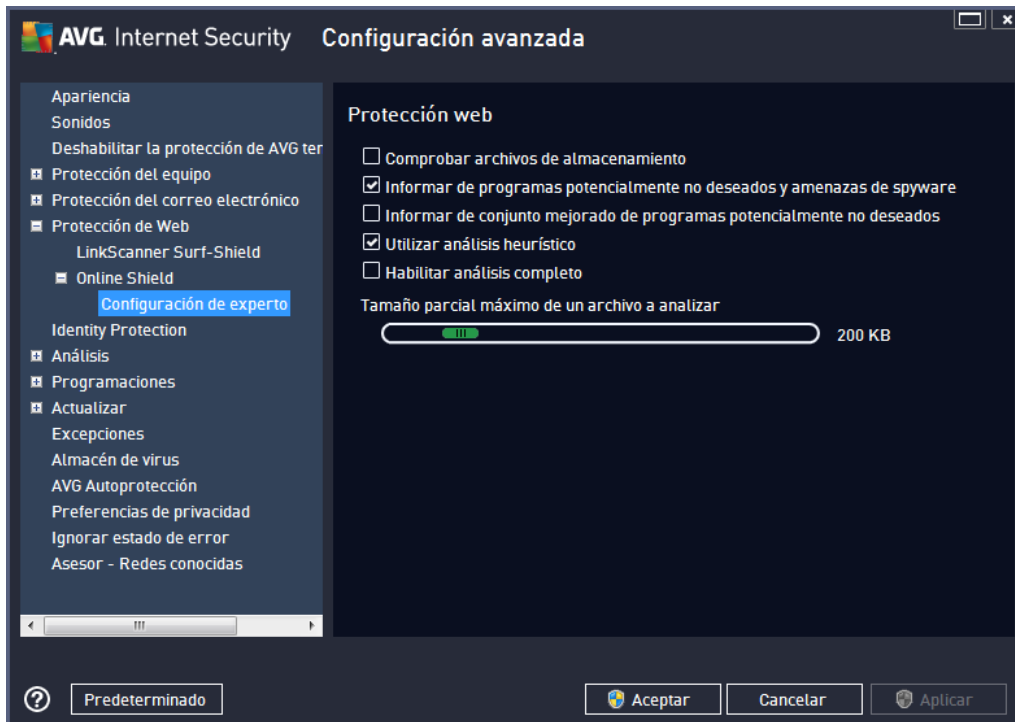 AVG. Internet Security Configuración avanzada
Apariencia
Sonidos
Deshabilitar la protección de AVG ter
Protección del equipo
Protección del correo electrónico
Protección de Web
LinkScanner Surf-Shield
Online Shield
Configuración de experto
Identity Protection
Análisis
Programaciones
Actualizar
Excepciones
Almacén de virus
AVG Autoprotección
Preferencias de privacidad
Ignorar estado de error
Asesor - Redes conocidas
Protección web
Comprobar archivos de almacenamiento
Informar de programas potencialmente no deseados y amenazas de spyware
Informar de conjunto mejorado de programas potencialmente no deseados
Utilizar análisis heurístico
Habilitar análisis completo
Tamaño parcial máximo de un archivo a analizar
200 KB
? Predeterminado
Aceptar
Cancelar
Aplicar